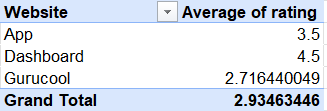 Website Average of rating
App 3.5
Dashboard 4.5
Gurucool 2.716440049
Grand Total 2.93463446